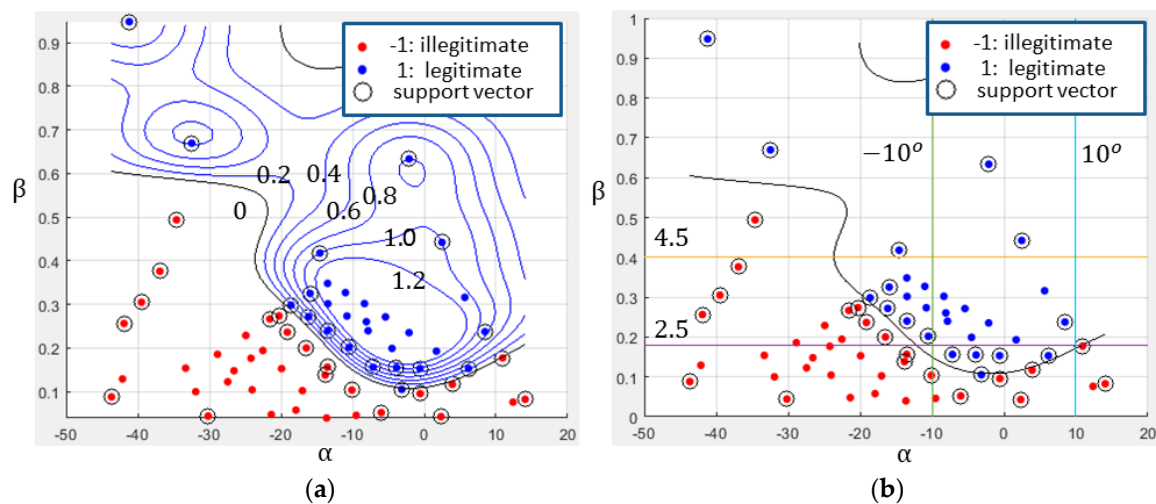 -1: illegitimate
1: legitimate
support vector
0.9
0.8
0.7
0.6
0.5
0.4
0.3
0.2
0.1
β
0
0.2
0.4
0.6
0.8
1.0
1.2
-50 -40 -30 -20 -10 0 10 20
α
(a)
-1: illegitimate
1: legitimate
support vector
1
0.9
0.8
0.7
0.6
0.5
0.4
0.3
0.2
0.1
0
β
−10º
10º
4.5
2.5
-50 -40 -30 -20 -10 0 10 20
α
(b)